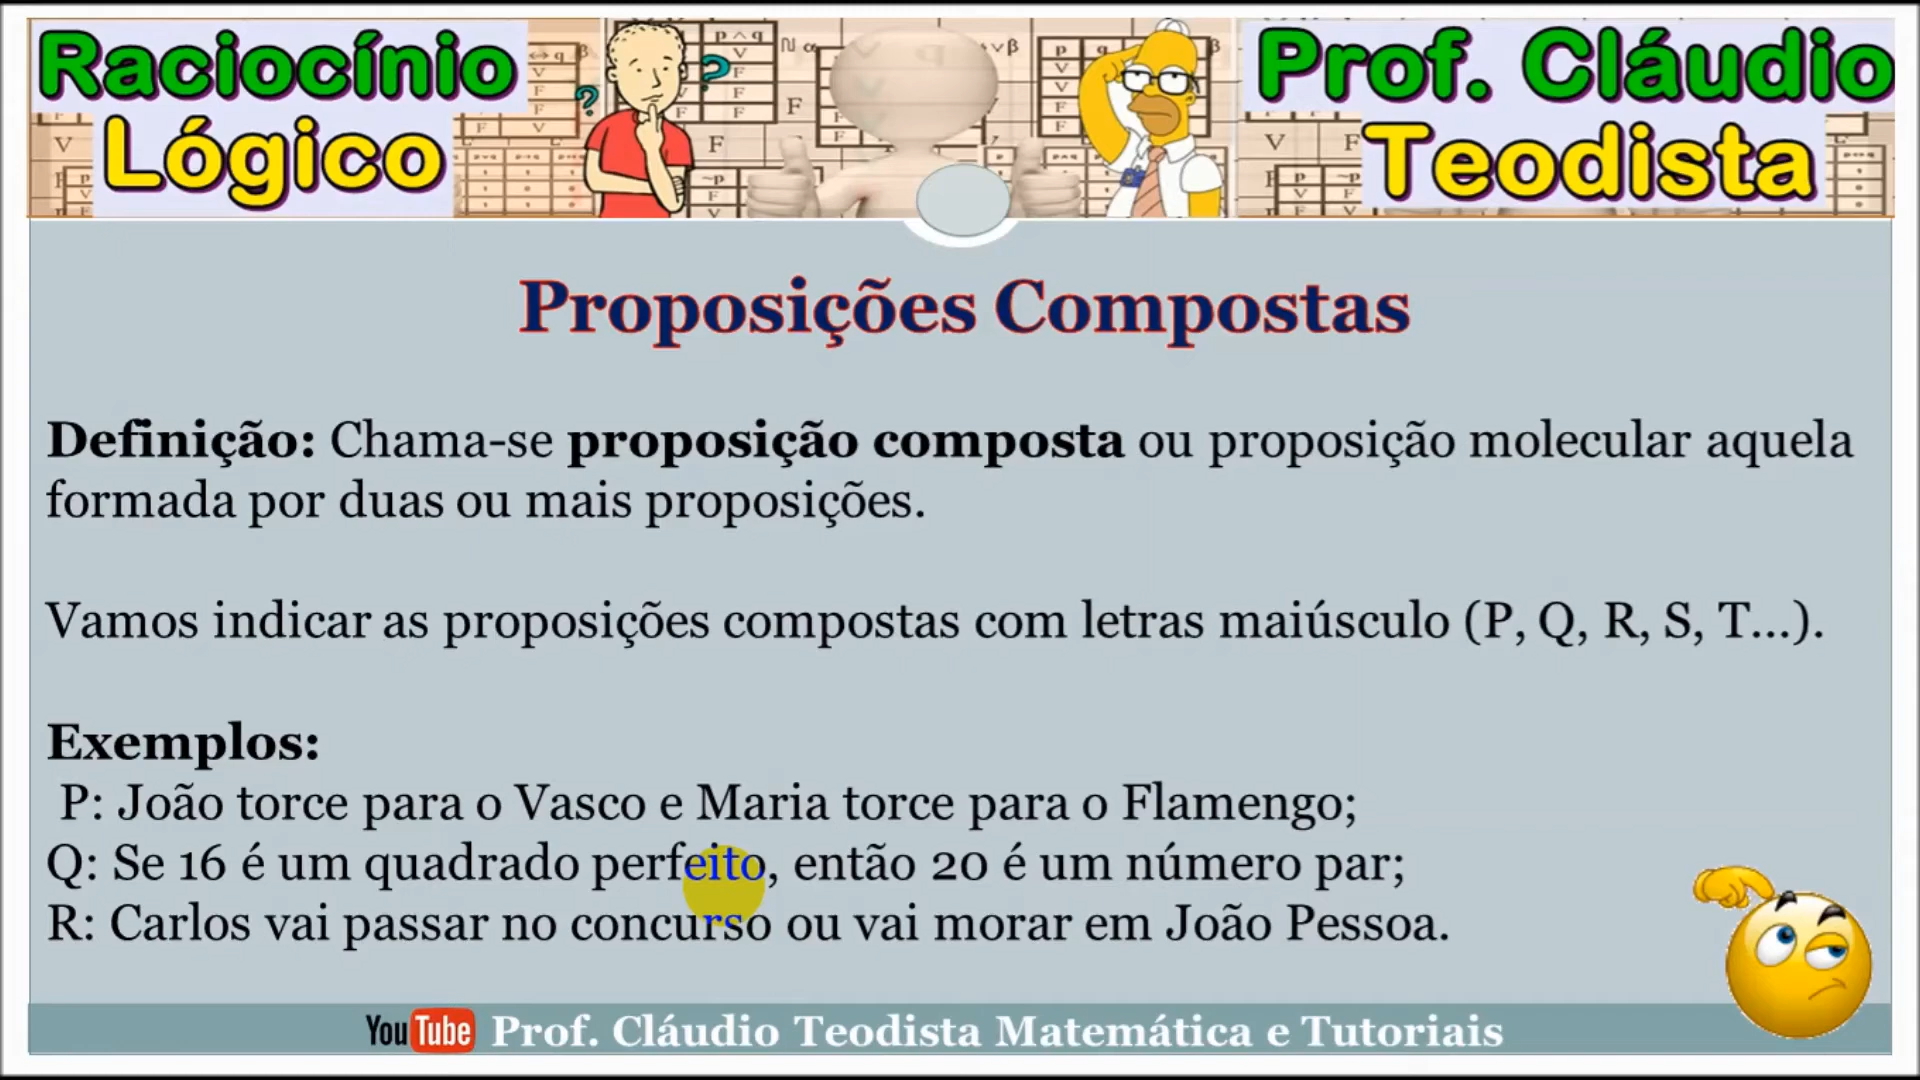 Raciocínio
Lógico
Prof. Cláudio
Teodista
Proposições Compostas
Definição: Chama-se proposição composta ou proposição molecular aquela
formada por duas ou mais proposições.
Vamos indicar as proposições compostas com letras maiúsculo (P, Q, R, S, T...).
Exemplos:
P: João torce para o Vasco e Maria torce para o Flamengo;
Q: Se 16 é um quadrado perfeito, então 20 é um número par;
R: Carlos vai passar no concurso ou vai morar em João Pessoa.
YouTube Prof. Cláudio Teodista Matemática e Tutoriais